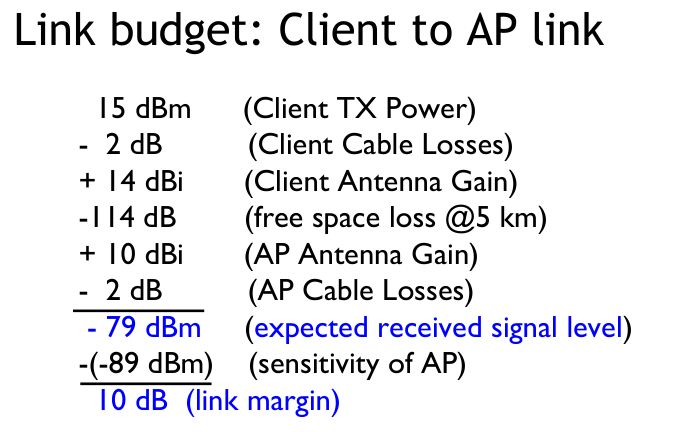 Link budget: Client to AP link
15 dBm (Client TX Power)
- 2 dB (Client Cable Losses)
+ 14 dBi (Client Antenna Gain)
-114 dB (free space loss @5 km)
+ 10 dBi (AP Antenna Gain)
- 2 dB (AP Cable Losses)
- 79 dBm (expected received signal level)
-(-89 dBm) (sensitivity of AP)
10 dB (link margin)